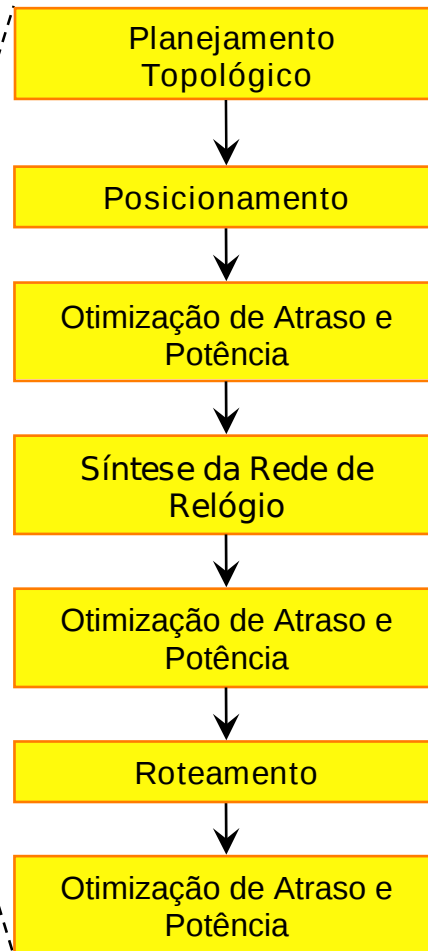 Planejamento
Topológico
Posicionamento
Otimização de Atraso e
Potência
Síntese da Rede de
Relógio
Otimização de Atraso e
Potência
Roteamento
Otimização de Atraso e
Potência